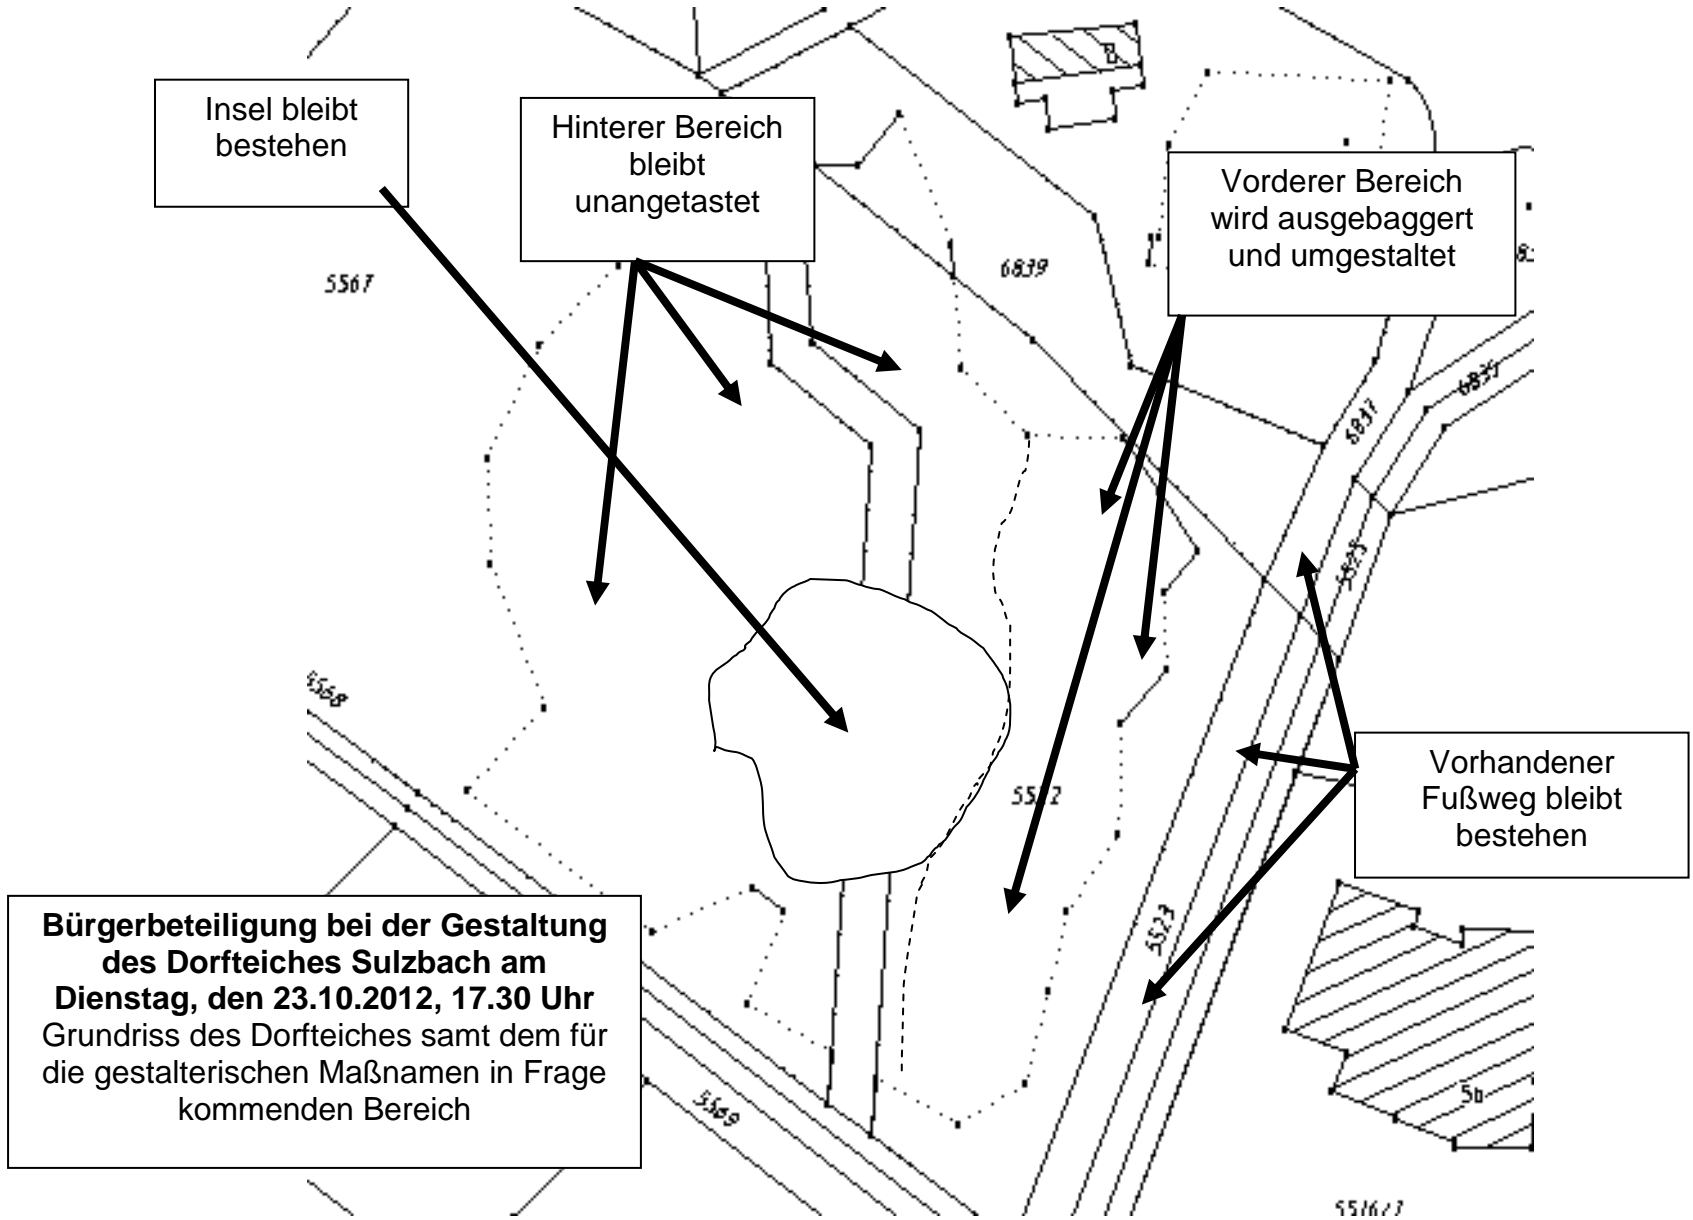 Insel bleibt
bestehen
Hinterer Bereich
bleibt
unangetastet
Vorderer Bereich
wird ausgebaggert
und umgestaltet
5567
6839
6837
5525
5568
5523
5569
5b
Vorhandener
Fußweg bleibt
bestehen
Bürgerbeteiligung bei der Gestaltung
des Dorfteiches Sulzbach am
Dienstag, den 23.10.2012, 17.30 Uhr
Grundriss des Dorfteiches samt dem für
die gestalterischen Maßnamen in Frage
kommenden Bereich